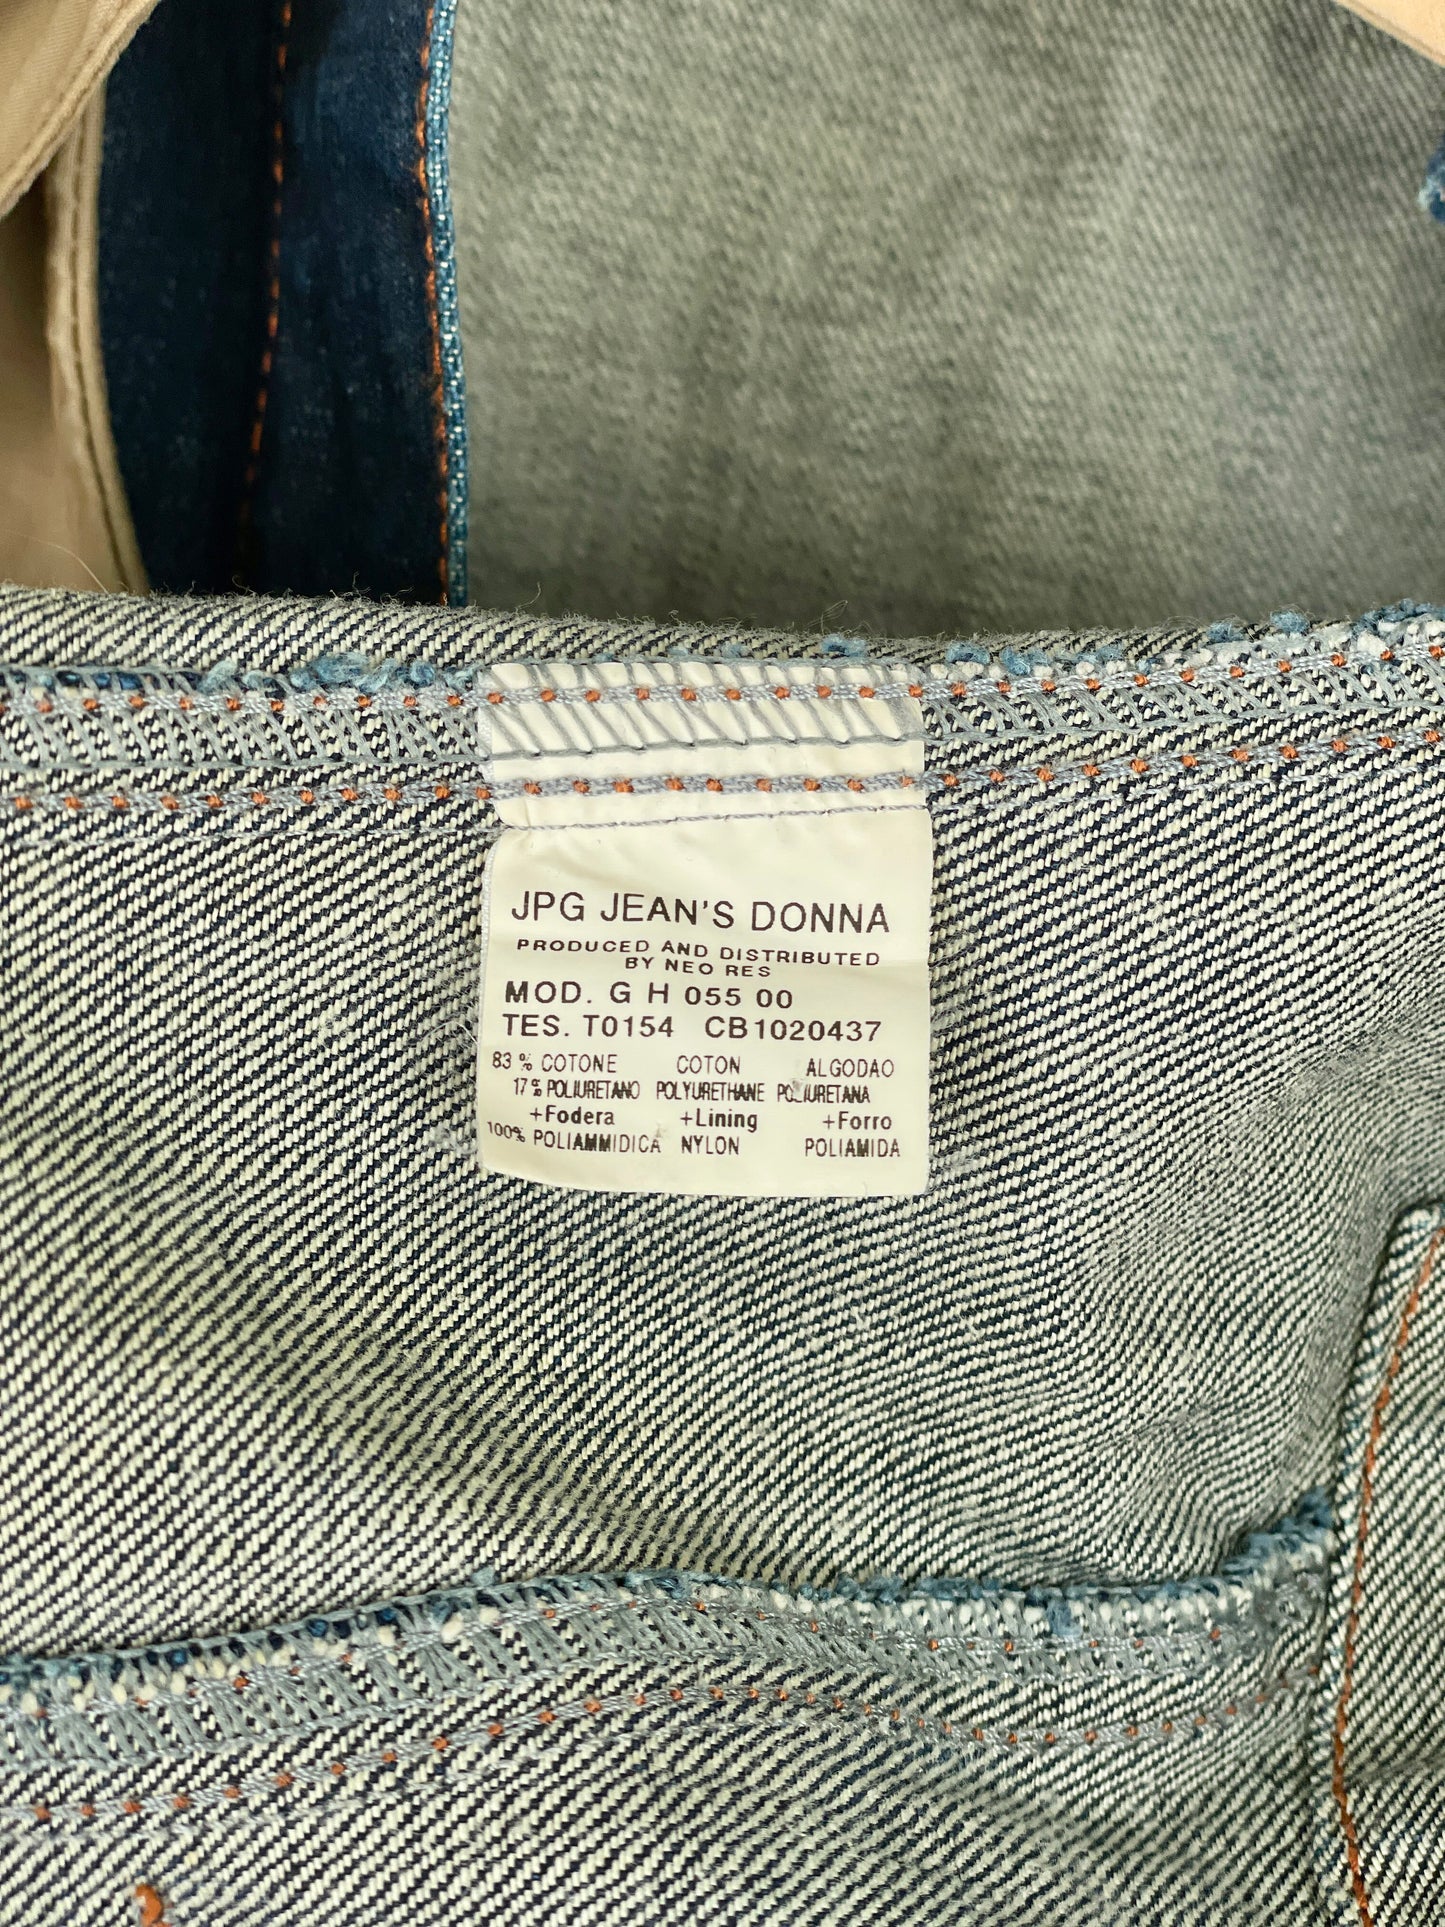 JPG JEAN'S DONNA
PRODUCED AND DISTRIBUTED
BY NEO RES
MOD. G H 055 00
TES. T0154 CB1020437
83 % COTONE COTON ALGODAO
17 % POLIURETANO POLYURETHANE POLIURETANA
+Fodera +Lining +Forro
100% POLIAMMIDICA NYLON POLIAMIDA